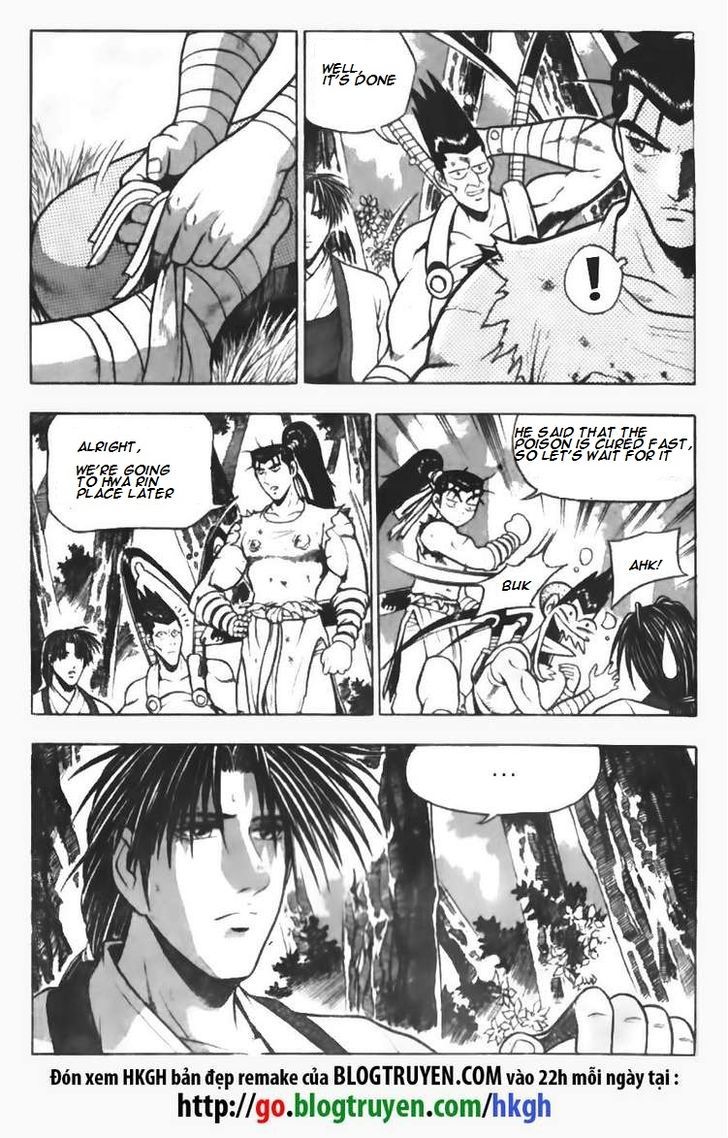 WELL,
IT'S DONE
!
ALRIGHT,
WE'RE GOING
TO HWA RIN
PLACE LATER
HE SAID THAT THE
POISON IS CURED FAST,
SO LET'S WAIT FOR IT
BUK
AHK!
...
Đón xem HKGH bản đẹp remake của BLOGTRUYEN.COM vào 22h mỗi ngày tại :
http://go.blogtruyen.com/hkgh